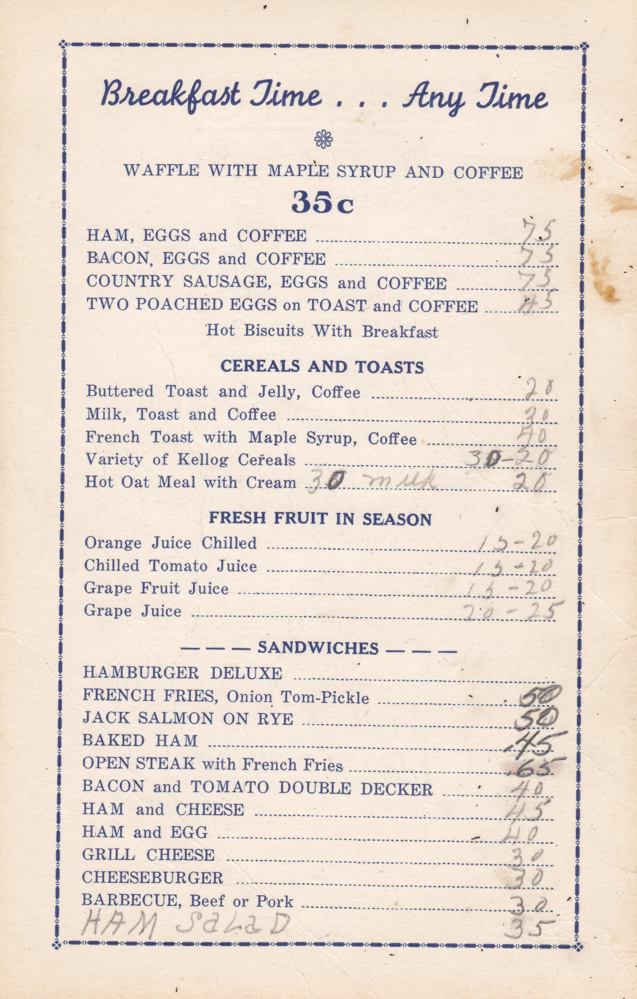 Breakfast Time . . . Any Time
WAFFLE WITH MAPLE SYRUP AND COFFEE
35c
HAM, EGGS and COFFEE 75
BACON, EGGS and COFFEE 75
COUNTRY SAUSAGE, EGGS and COFFEE 75
TWO POACHED EGGS on TOAST and COFFEE 45
Hot Biscuits With Breakfast
CEREALS AND TOASTS
Buttered Toast and Jelly, Coffee 20
Milk, Toast and Coffee 30
French Toast with Maple Syrup, Coffee 40
Variety of Kellog Cereals 30-20
Hot Oat Meal with Cream 30 milk 20
FRESH FRUIT IN SEASON
Orange Juice Chilled 15-20
Chilled Tomato Juice 15-20
Grape Fruit Juice 15-20
Grape Juice 20-25
— — — SANDWICHES — — —
HAMBURGER DELUXE
FRENCH FRIES, Onion Tom-Pickle 50
JACK SALMON ON RYE 50
BAKED HAM .45
OPEN STEAK with French Fries .65
BACON and TOMATO DOUBLE DECKER 40
HAM and CHEESE 45
HAM and EGG 40
GRILL CHEESE 30
CHEESEBURGER 30
BARBECUE, Beef or Pork 30
HAM SaLaD 35